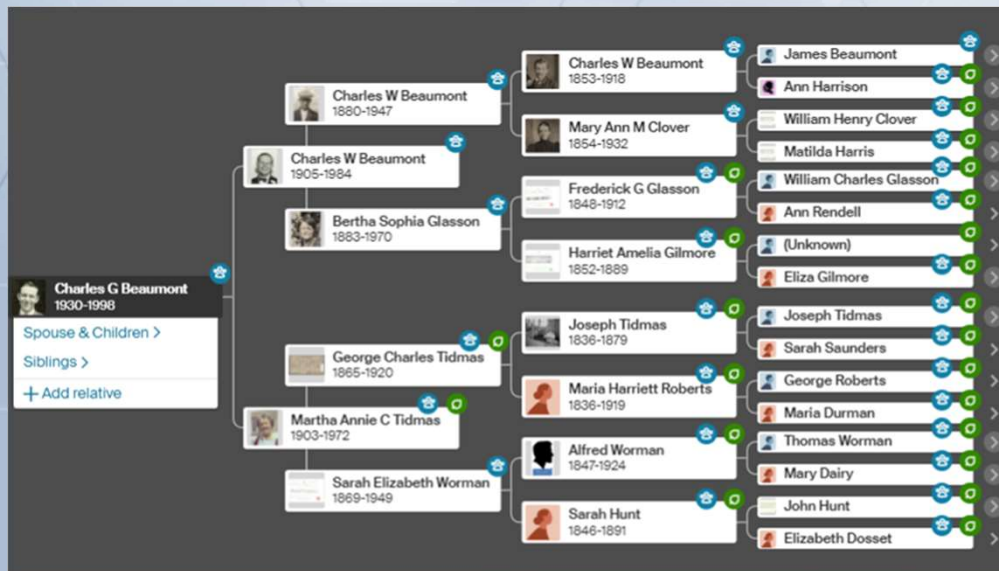 Charles G Beaumont
1930-1998
Spouse & Children >
Siblings >
+ Add relative
Charles W Beaumont
1905-1984
Martha Annie C Tidmas
1903-1972
Charles W Beaumont
1880-1947
Bertha Sophia Glasson
1883-1970
George Charles Tidmas
1865-1920
Sarah Elizabeth Worman
1869-1949
Charles W Beaumont
1853-1918
Mary Ann M Clover
1854-1932
Frederick G Glasson
1848-1912
Harriet Amelia Gilmore
1852-1889
Joseph Tidmas
1836-1879
Maria Harriett Roberts
1836-1919
Alfred Worman
1847-1924
Sarah Hunt
1846-1891
James Beaumont
Ann Harrison
William Henry Clover
Matilda Harris
William Charles Glasson
Ann Rendell
(Unknown)
Eliza Gilmore
Joseph Tidmas
Sarah Saunders
George Roberts
Maria Durman
Thomas Worman
Mary Dairy
John Hunt
Elizabeth Dosset